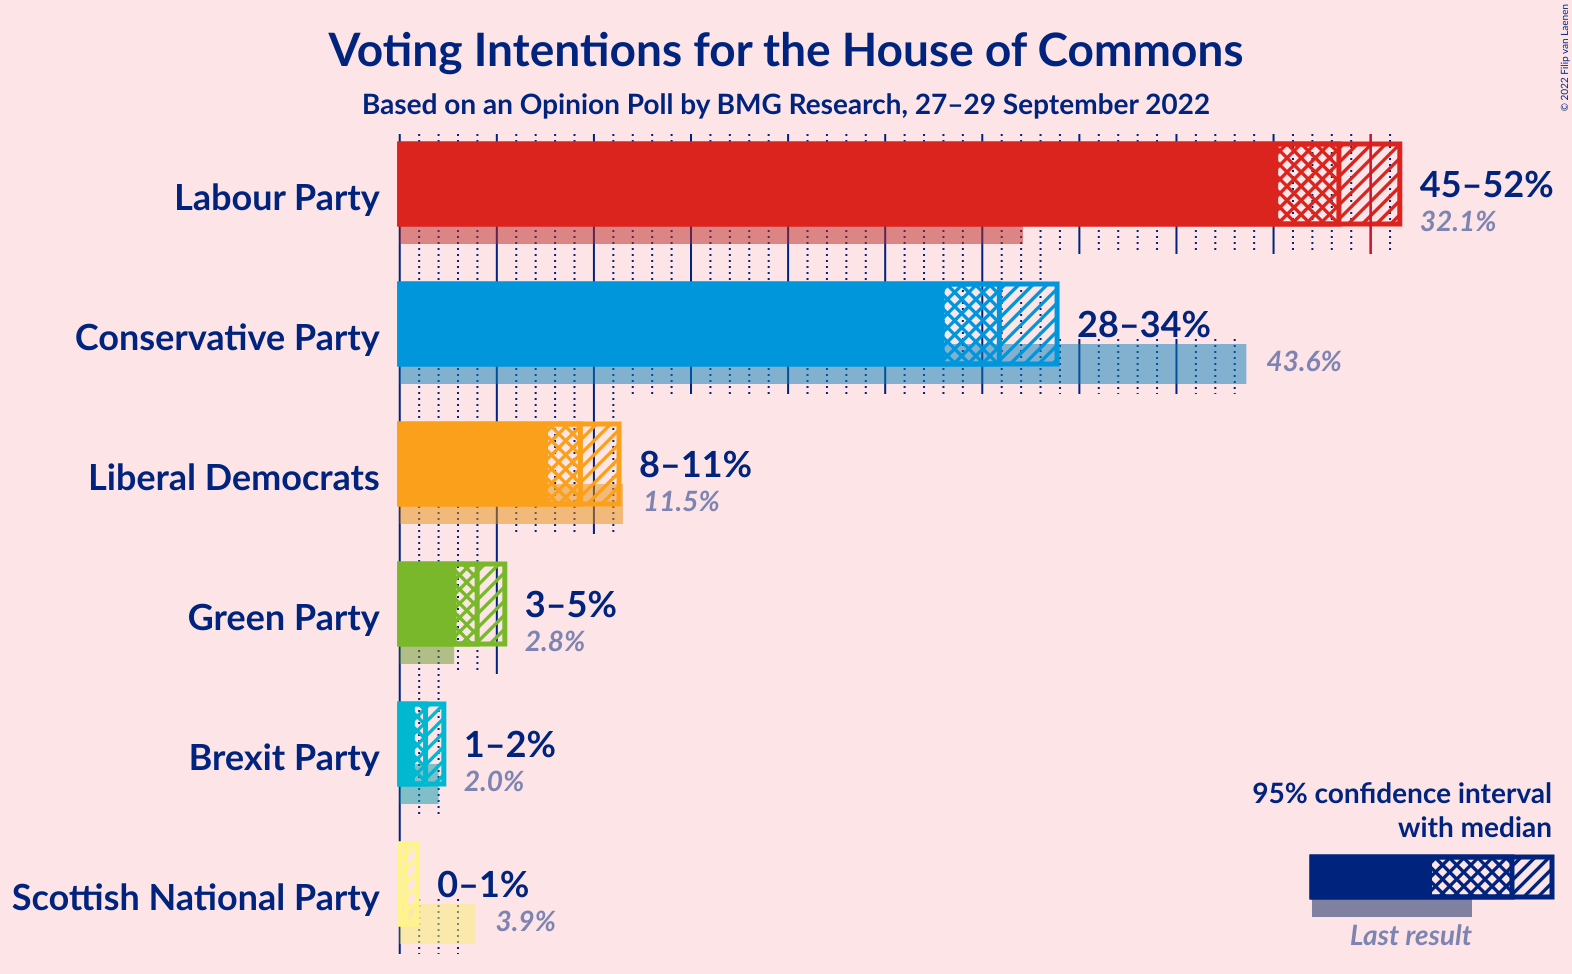 Voting Intentions for the House of Commons
Based on an Opinion Poll by BMG Research, 27–29 September 2022
© 2022 Filip van Laenen
Labour Party
45–52%
32.1%
Conservative Party
28–34%
43.6%
Liberal Democrats
8–11%
11.5%
Green Party
3–5%
2.8%
Brexit Party
1–2%
2.0%
Scottish National Party
0–1%
3.9%
95% confidence interval
with median
Last result